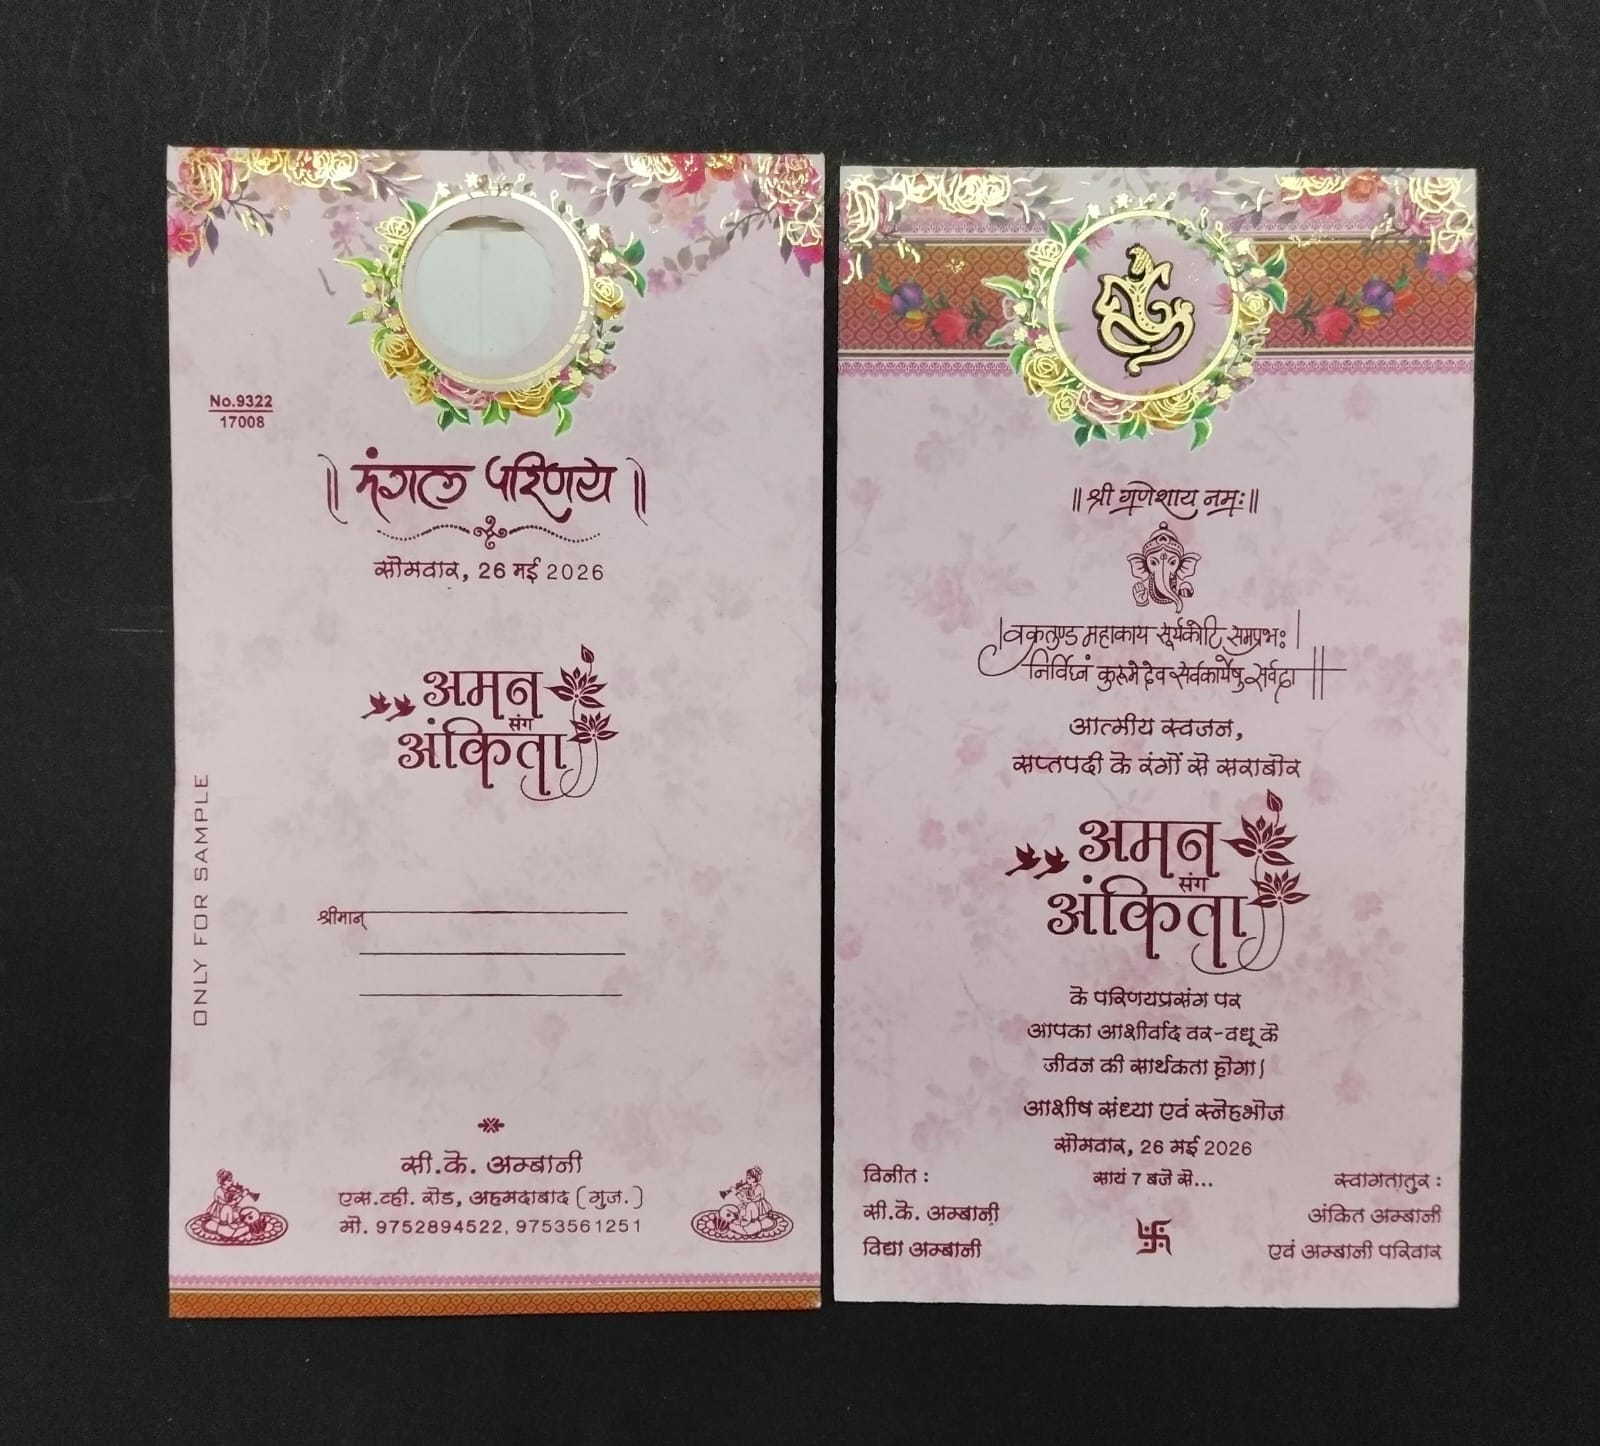 No.9322
17008
॥ मंगल परिणय ॥
सोमवार, 26 मई 2026
अमन
संग
अंकिता
ONLY FOR SAMPLE
श्रीमान्
सी.के. अम्बानी
एस.व्ही. रोड, अहमदाबाद (गुज.)
मो. 9752894522, 9753561251
॥ श्री गणेशाय नमः ॥
।वक्रतुण्ड महाकाय सूर्यकोटि समप्रभः।
निर्विघ्नं कुरूमे देव सर्वकार्येषु सर्वदा॥
आत्मीय स्वजन,
सप्तपदी के रंगों से सराबोर
अमन
संग
अंकिता
के परिणयप्रसंग पर
आपका आशीर्वाद वर-वधू के
जीवन की सार्थकता होगा।
आशीष संध्या एवं स्नेहभोज
सोमवार, 26 मई 2026
सायं 7 बजे से...
विनीत :
सी.के. अम्बानी
विद्या अम्बानी
स्वागतातुर :
अंकित अम्बानी
एवं अम्बानी परिवार